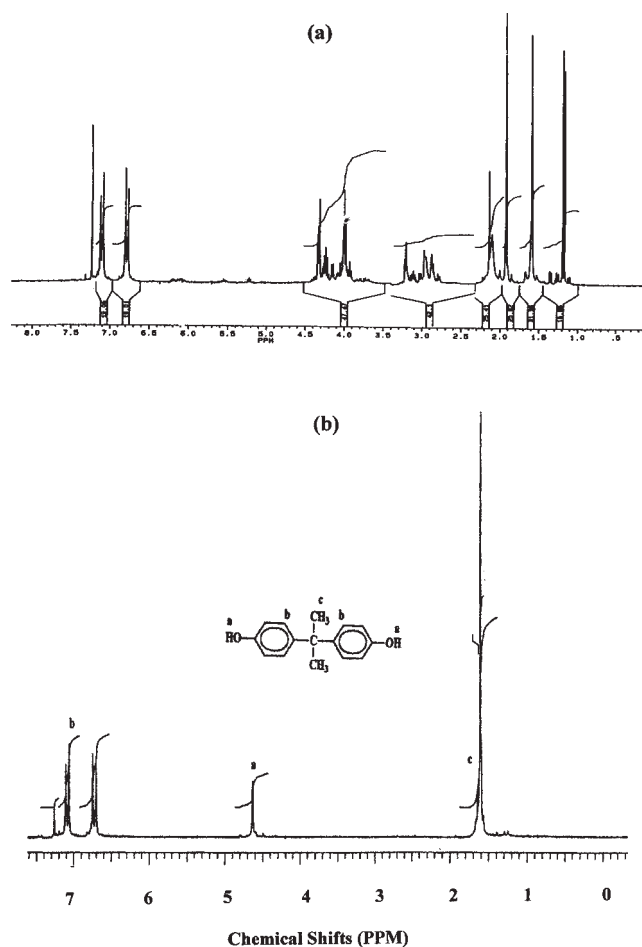 (a)
8.0 7.5 7.0 6.5 6.0 5.5 5.0 4.5 4.0 3.5 3.0 2.5 2.0 1.5 1.0 .5
PPM
(b)
c
a b CH₃ b a
HO C OH
CH₃
b
a
c
7 6 5 4 3 2 1 0
Chemical Shifts (PPM)